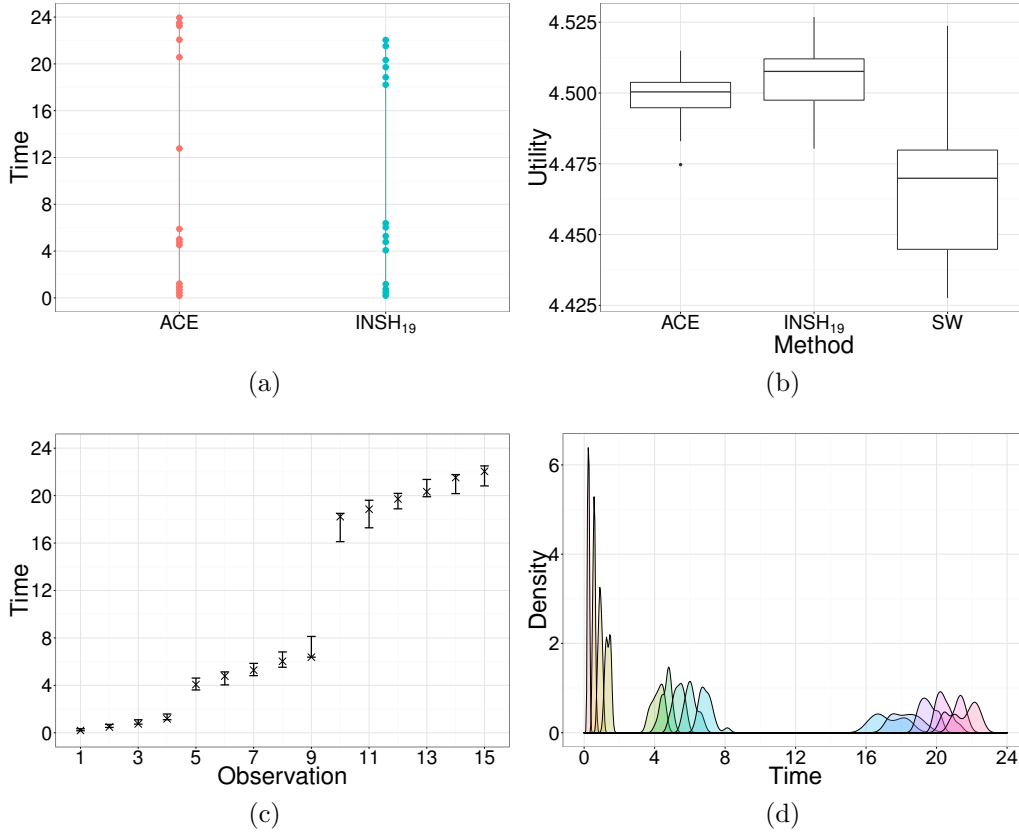 24
20
16
12
8
4
0
Time
ACE
INSH₁₉
(a)
4.525
4.500
4.475
4.450
4.425
Utility
ACE
INSH₁₉
SW
Method
(b)
24
20
16
12
8
4
0
Time
1 3 5 7 9 11 13 15
Observation
(c)
6
4
2
0
Density
0 4 8 12 16 20 24
Time
(d)